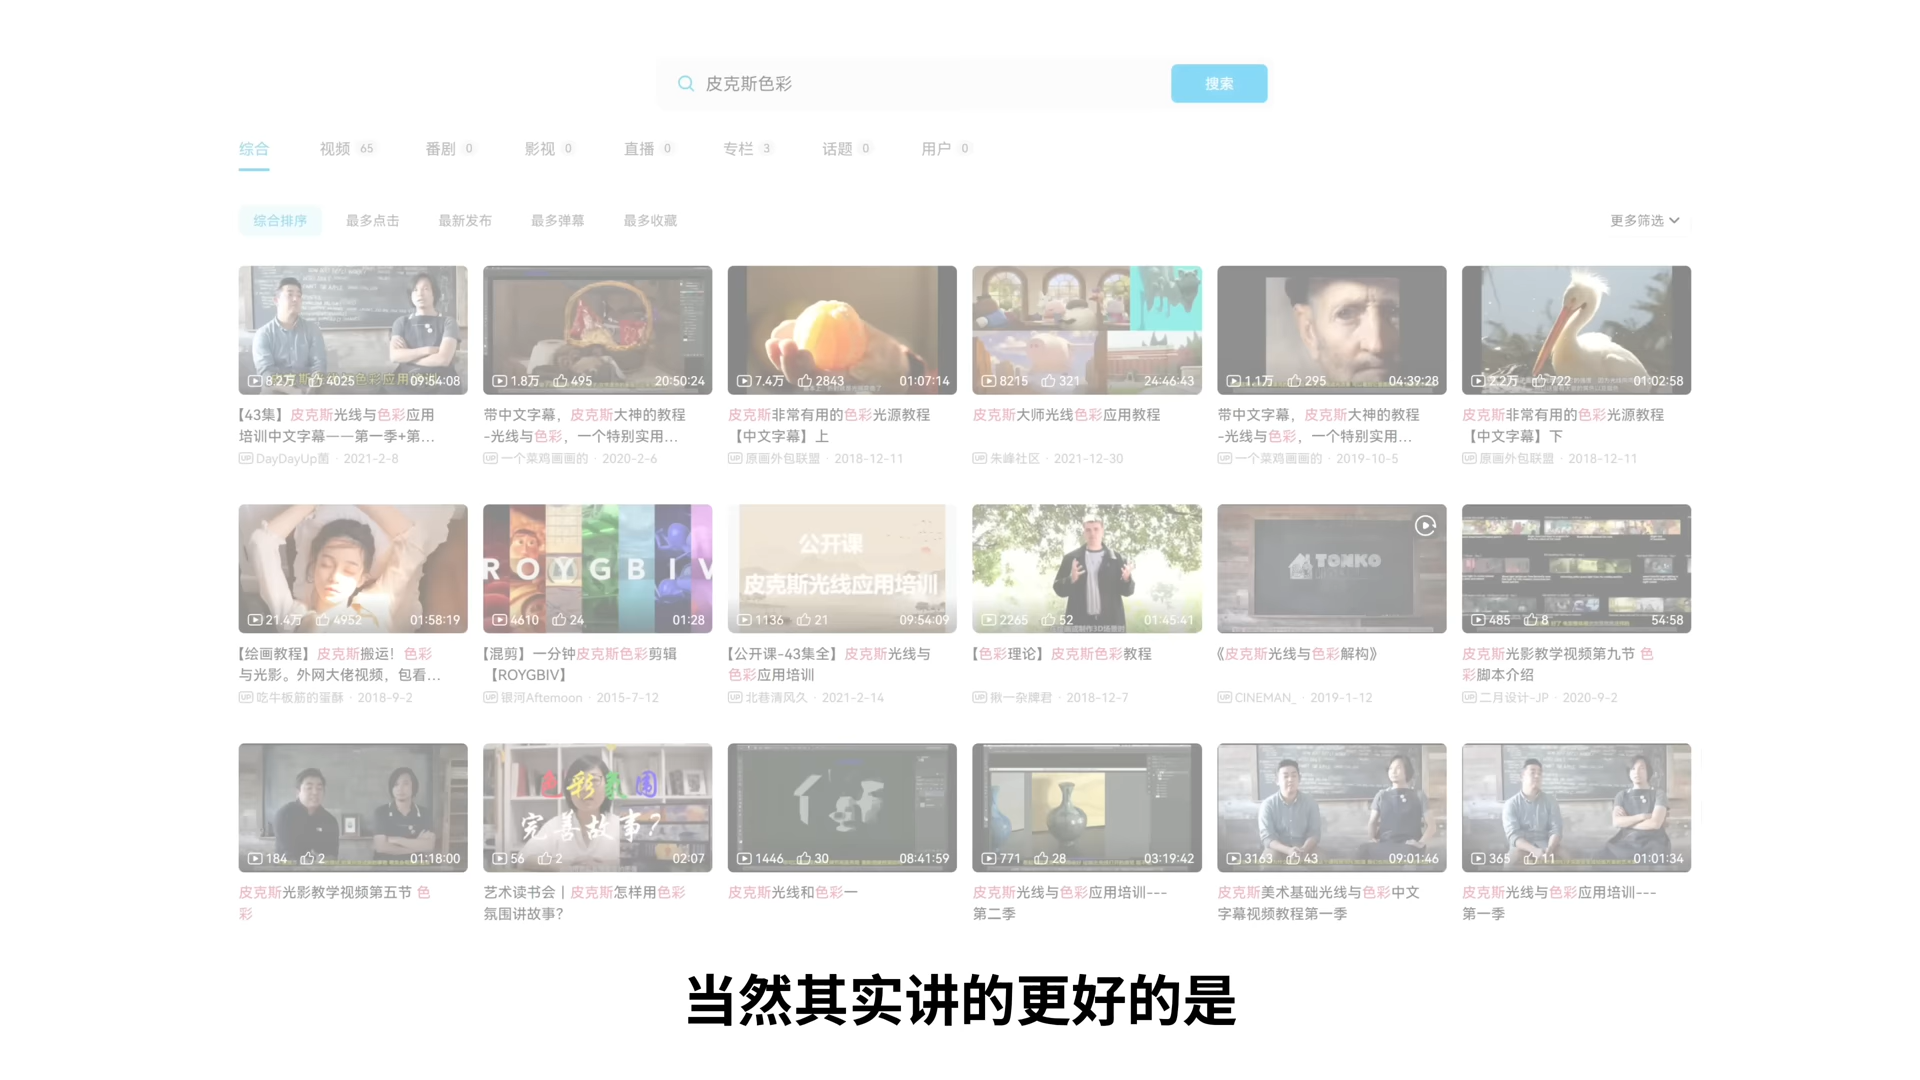 皮克斯色彩
搜索
综合
视频 65
番剧 0
影视 0
直播 0
专栏 3
话题 0
用户 0
综合排序
最多点击
最新发布
最多弹幕
最多收藏
更多筛选
8.2万 4025 09:54:08
【43集】皮克斯光线与色彩应用
培训中文字幕——第一季+第...
DayDayUp菌 · 2021-2-8
1.8万 495 20:50:24
带中文字幕，皮克斯大神的教程
-光线与色彩，一个特别实用...
一个菜鸡画画的 · 2020-2-6
7.4万 2843 01:07:14
皮克斯非常有用的色彩光源教程
【中文字幕】上
原画外包联盟 · 2018-12-11
8215 321 24:46:43
皮克斯大师光线色彩应用教程
朱峰社区 · 2021-12-30
1.1万 295 04:39:28
带中文字幕，皮克斯大神的教程
-光线与色彩，一个特别实用...
一个菜鸡画画的 · 2019-10-5
2.2万 722 01:02:58
皮克斯非常有用的色彩光源教程
【中文字幕】下
原画外包联盟 · 2018-12-11
21.4万 4952 01:58:19
【绘画教程】皮克斯搬运！色彩
与光影。外网大佬视频，包看...
吃牛板筋的蛋酥 · 2018-9-2
ROYGBIV
4610 24 01:28
【混剪】一分钟皮克斯色彩剪辑
【ROYGBIV】
银河Aftemoon · 2015-7-12
公开课
皮克斯光线应用培训
1136 21 09:54:09
【公开课-43集全】皮克斯光线与
色彩应用培训
北巷清风久 · 2021-2-14
2265 52 01:45:41
【色彩理论】皮克斯色彩教程
揪一杂牌君 · 2018-12-7
TONKO
《皮克斯光线与色彩解构》
CINEMAN_ · 2019-1-12
485 8 54:58
皮克斯光影教学视频第九节 色
彩脚本介绍
二月设计-JP · 2020-9-2
184 2 01:18:00
皮克斯光影教学视频第五节 色
彩
色彩氛围
完善故事?
56 2 02:07
艺术读书会 | 皮克斯怎样用色彩
氛围讲故事?
1446 30 08:41:59
皮克斯光线和色彩一
771 28 03:19:42
皮克斯光线与色彩应用培训---
第二季
3163 43 09:01:46
皮克斯美术基础光线与色彩中文
字幕视频教程第一季
365 11 01:01:34
皮克斯光线与色彩应用培训---
第一季
当然其实讲的更好的是